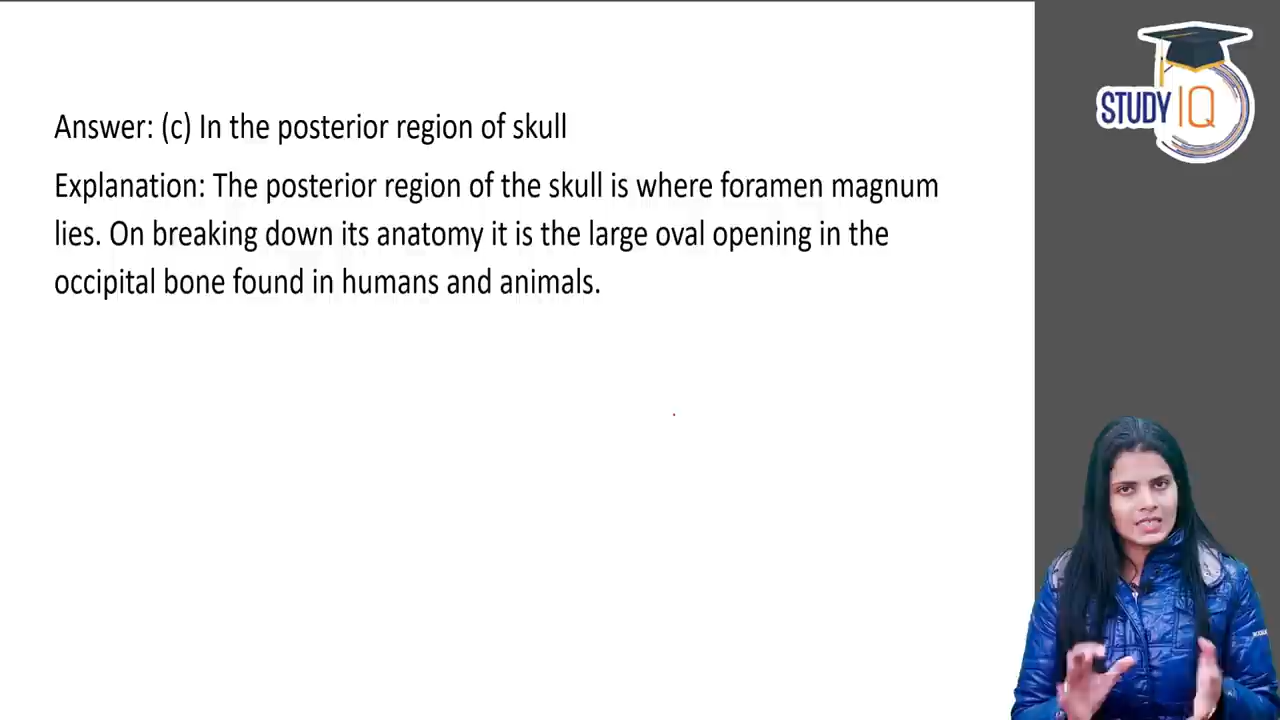 Answer: (c) In the posterior region of skull
Explanation: The posterior region of the skull is where foramen magnum
lies. On breaking down its anatomy it is the large oval opening in the
occipital bone found in humans and animals.
STUDY IQ